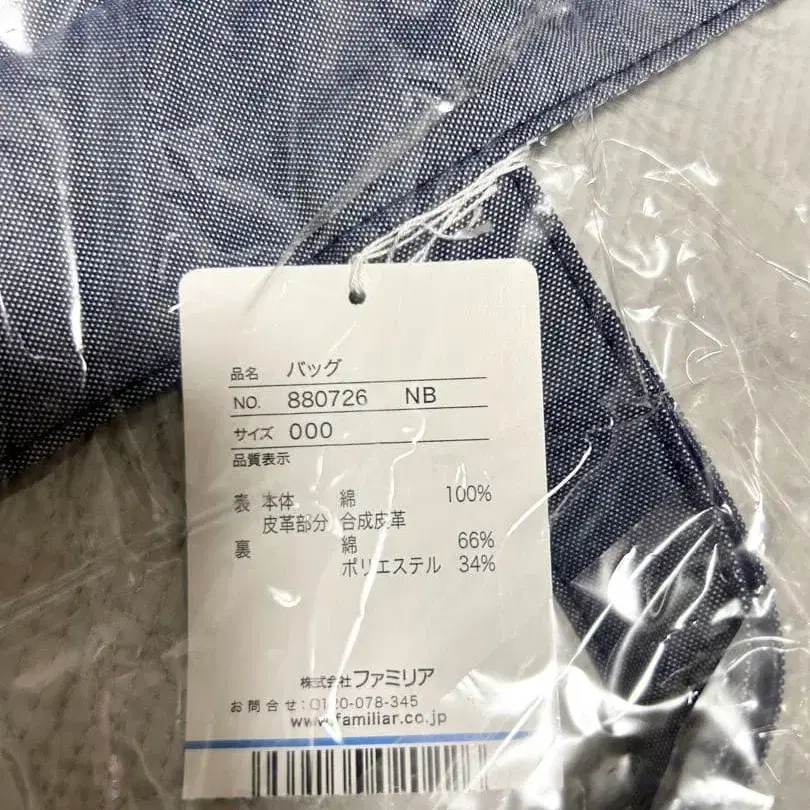 品名 バッグ
NO. 880726 NB
サイズ 000
品質表示
表 本体 綿 100%
皮革部分 合成皮革
裏 綿 66%
ポリエステル 34%
株式会社ファミリア
お問合せ:0120-078-345
www.familiar.co.jp